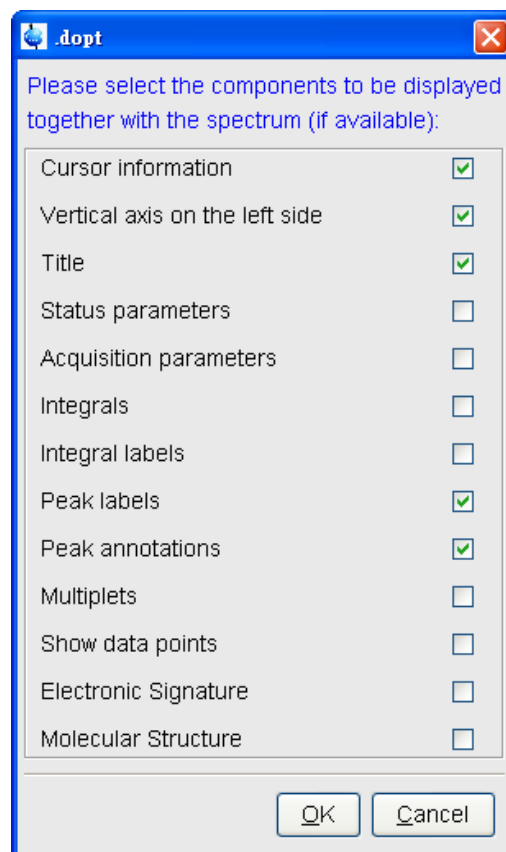 .dopt
Please select the components to be displayed
together with the spectrum (if available):
Cursor information
Vertical axis on the left side
Title
Status parameters
Acquisition parameters
Integrals
Integral labels
Peak labels
Peak annotations
Multiplets
Show data points
Electronic Signature
Molecular Structure
OK Cancel